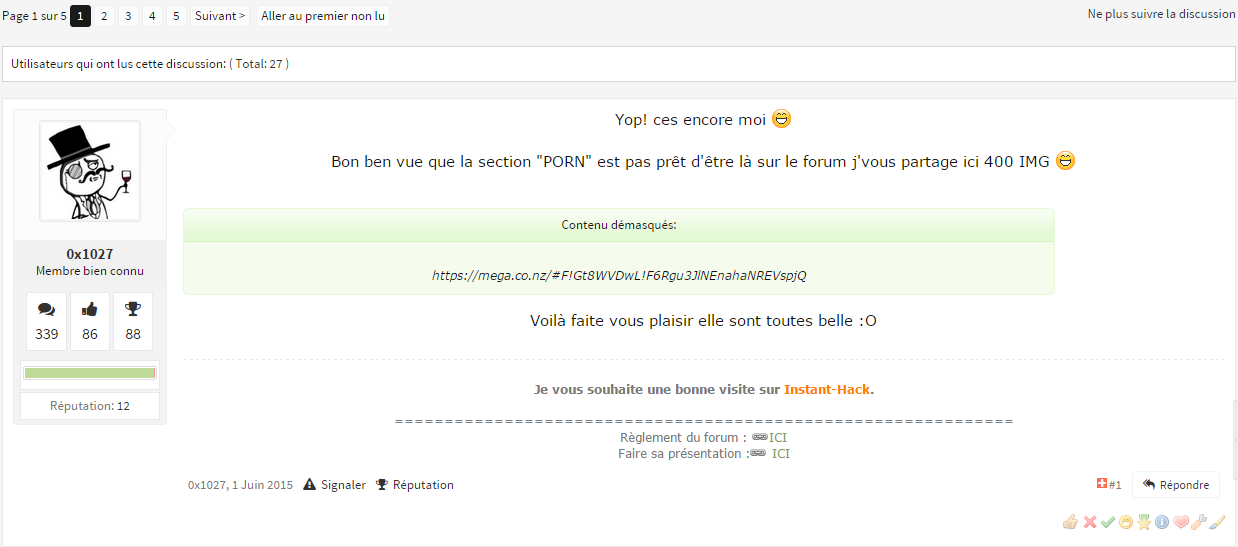 Page 1 sur 5 1 2 3 4 5 Suivant > Aller au premier non lu Ne plus suivre la discussion
Utilisateurs qui ont lus cette discussion: ( Total: 27 )
Yop! ces encore moi
Bon ben vue que la section "PORN" est pas prêt d'être là sur le forum j'vous partage ici 400 IMG
Contenu démasqués:
https://mega.co.nz/#F!Gt8WVDwL!F6Rgu3JlNEnahaNREVspjQ
Voilà faite vous plaisir elle sont toutes belle :O
0x1027
Membre bien connu
339 86 88
Réputation: 12
Je vous souhaite une bonne visite sur Instant-Hack.
==============================================================
Règlement du forum : ICI
Faire sa présentation : ICI
0x1027, 1 Juin 2015 Signaler Réputation #1 Répondre